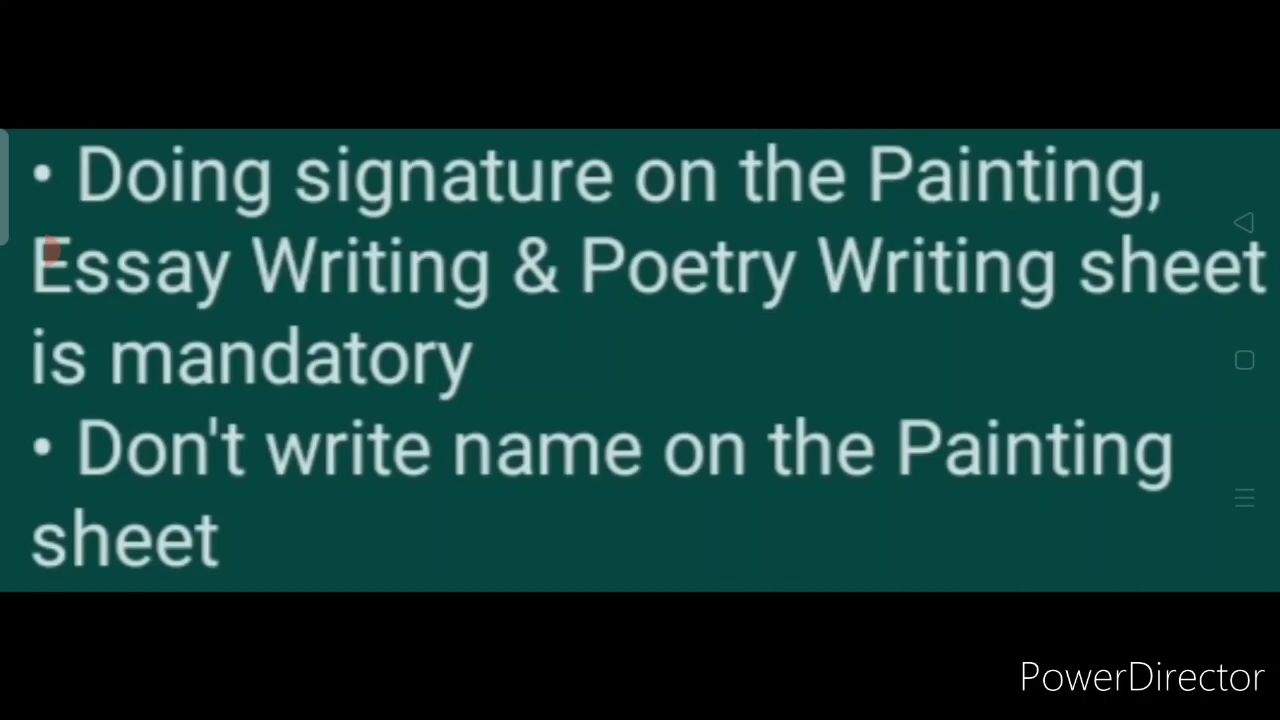 • Doing signature on the Painting,
Essay Writing & Poetry Writing sheet
is mandatory
• Don't write name on the Painting
sheet
PowerDirector